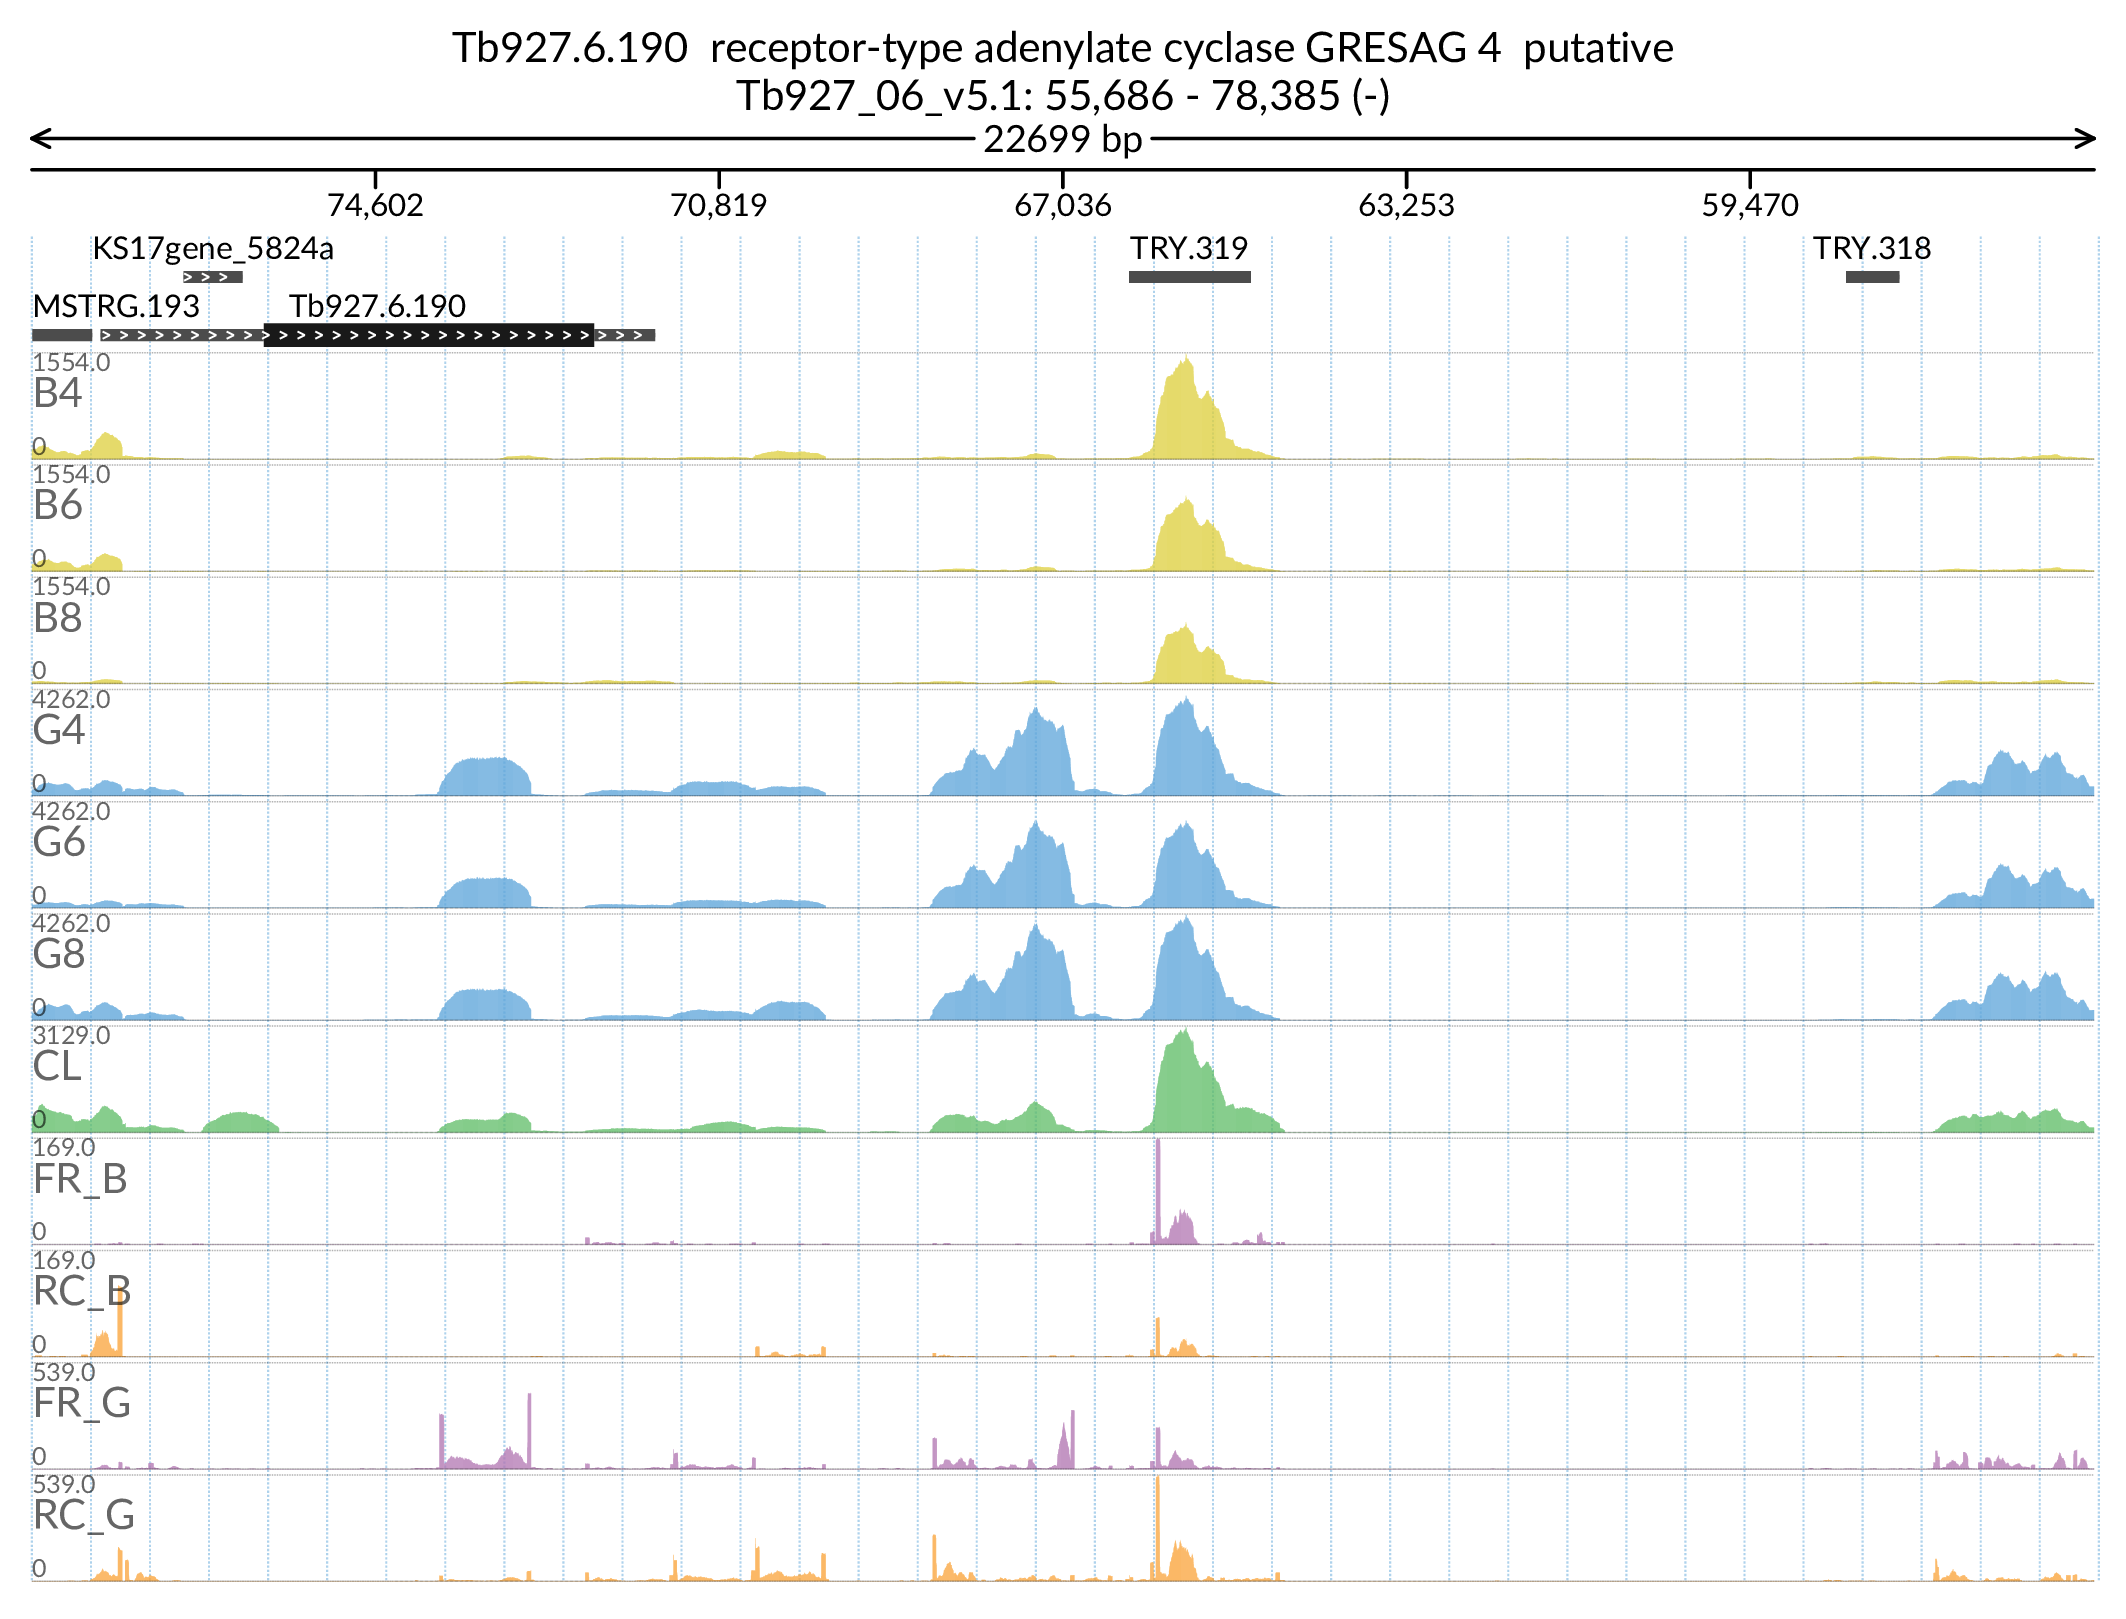 Tb927.6.190  receptor-type adenylate cyclase GRESAG 4  putative
Tb927_06_v5.1: 55,686 - 78,385 (-)
22699 bp
74,602 70,819 67,036 63,253 59,470
KS17gene_5824a TRY.319 TRY.318
MSTRG.193 Tb927.6.190
1554.0
B4
0
1554.0
B6
0
1554.0
B8
0
4262.0
G4
0
4262.0
G6
0
4262.0
G8
0
3129.0
CL
0
169.0
FR_B
0
169.0
RC_B
0
539.0
FR_G
0
539.0
RC_G
0